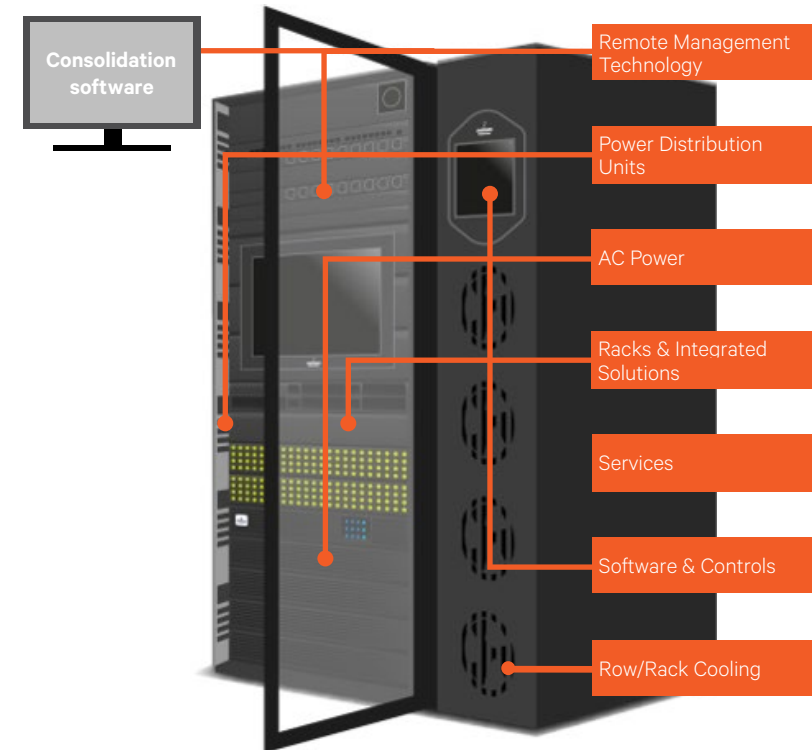 Consolidation
software
Remote Management
Technology
Power Distribution
Units
AC Power
Racks & Integrated
Solutions
Services
Software & Controls
Row/Rack Cooling